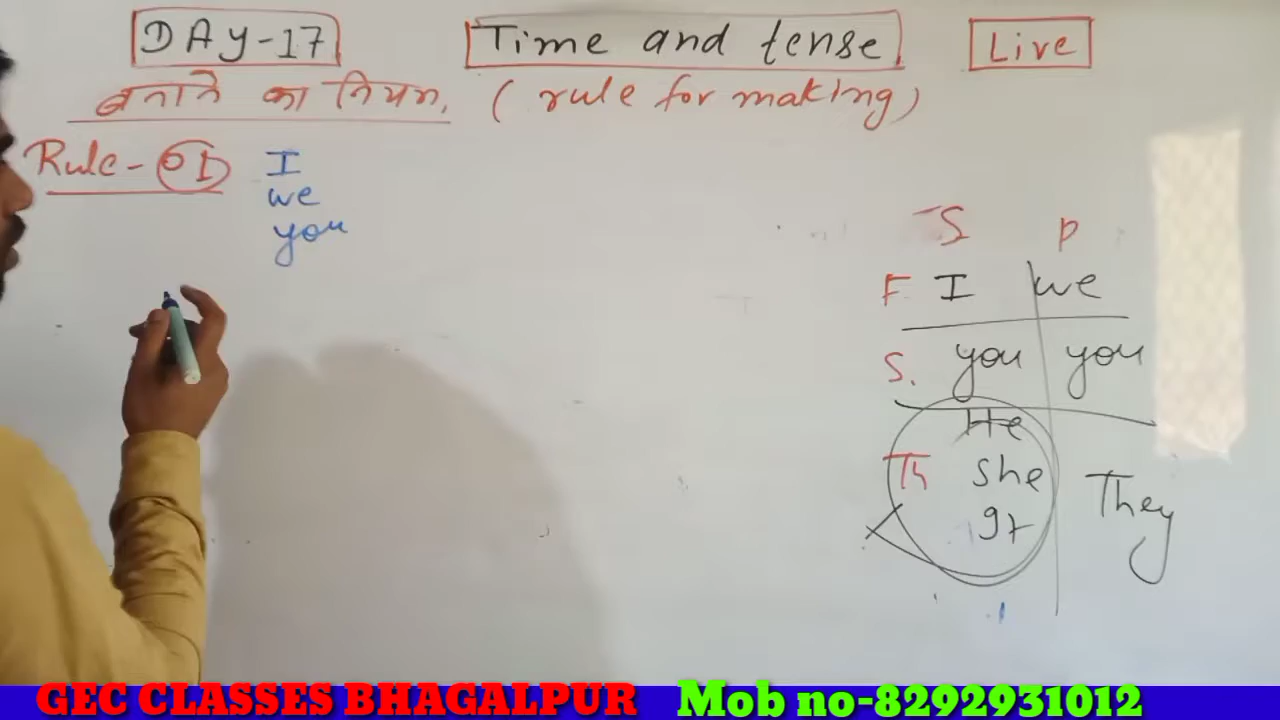 DAY-17 Time and tense Live
बनाने का नियम. (rule for making)
Rule-01 I
we
you
S P
F I we
S. you you
He
Th She They
It
GEC CLASSES BHAGALPUR Mob no-8292931012